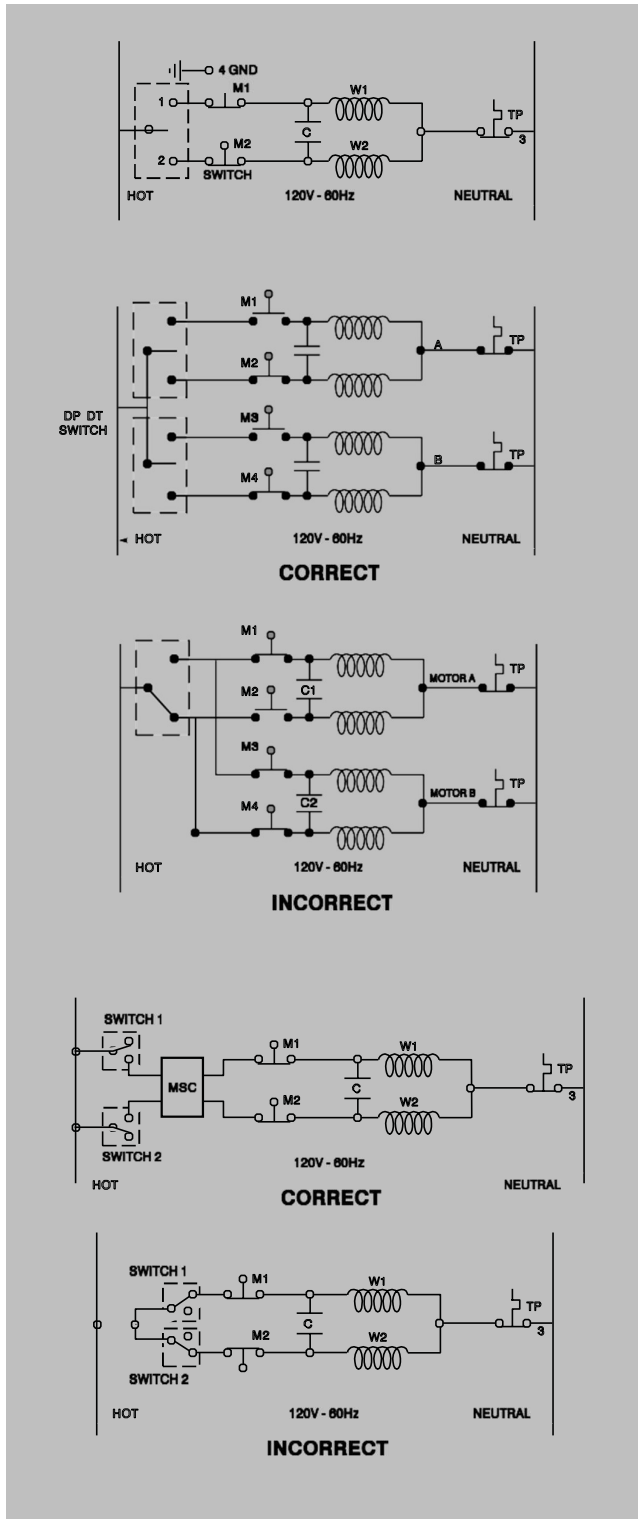 4 GND
M1
W1
1
TP
C
3
M2
W2
2
SWITCH
HOT
120V - 60Hz
NEUTRAL
M1
TP
A
M2
DP DT
SWITCH
M3
TP
B
M4
HOT
120V - 60Hz
NEUTRAL
CORRECT
M1
TP
MOTOR A
C1
M2
M3
TP
MOTOR B
C2
M4
HOT
120V - 60Hz
NEUTRAL
INCORRECT
SWITCH 1
M1
W1
TP
MSC
C
3
M2
W2
SWITCH 2
120V - 60Hz
HOT
NEUTRAL
CORRECT
SWITCH 1
M1
W1
TP
C
3
M2
W2
SWITCH 2
HOT
120V - 60Hz
NEUTRAL
INCORRECT